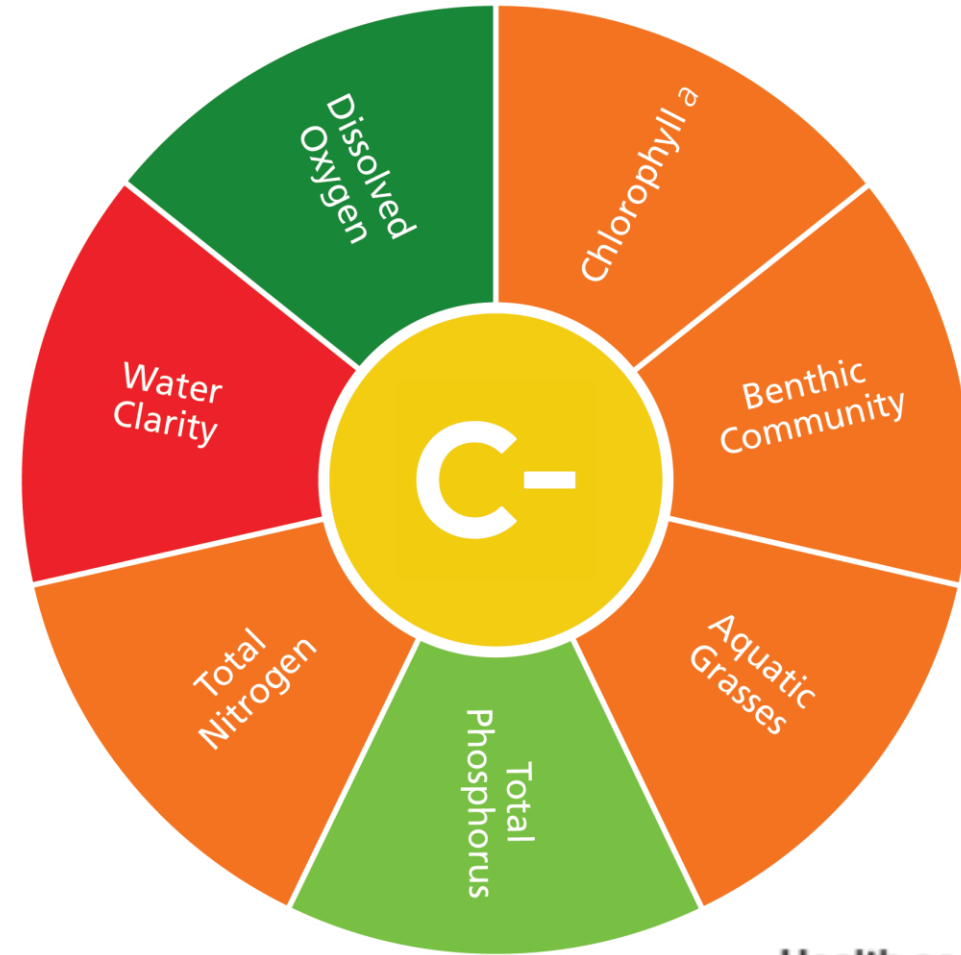 Dissolved
Oxygen
Chlorophyll a
Benthic
Community
Aquatic
Grasses
Total
Phosphorus
Total
Nitrogen
Water
Clarity
C-